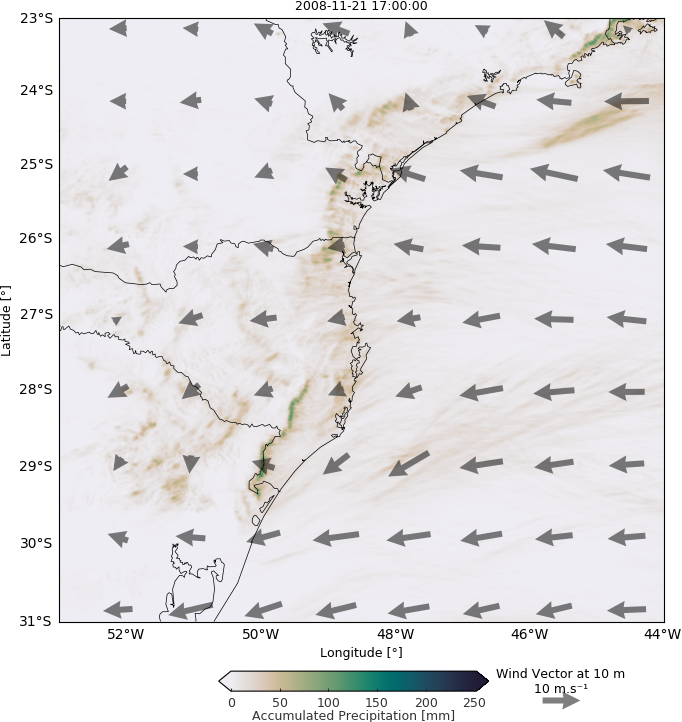 2008-11-21 17:00:00
23°S
24°S
25°S
26°S
27°S
28°S
29°S
30°S
31°S
Latitude [°]
52°W 50°W 48°W 46°W 44°W
Longitude [°]
0 50 100 150 200 250
Accumulated Precipitation [mm]
Wind Vector at 10 m
10 m.s⁻¹